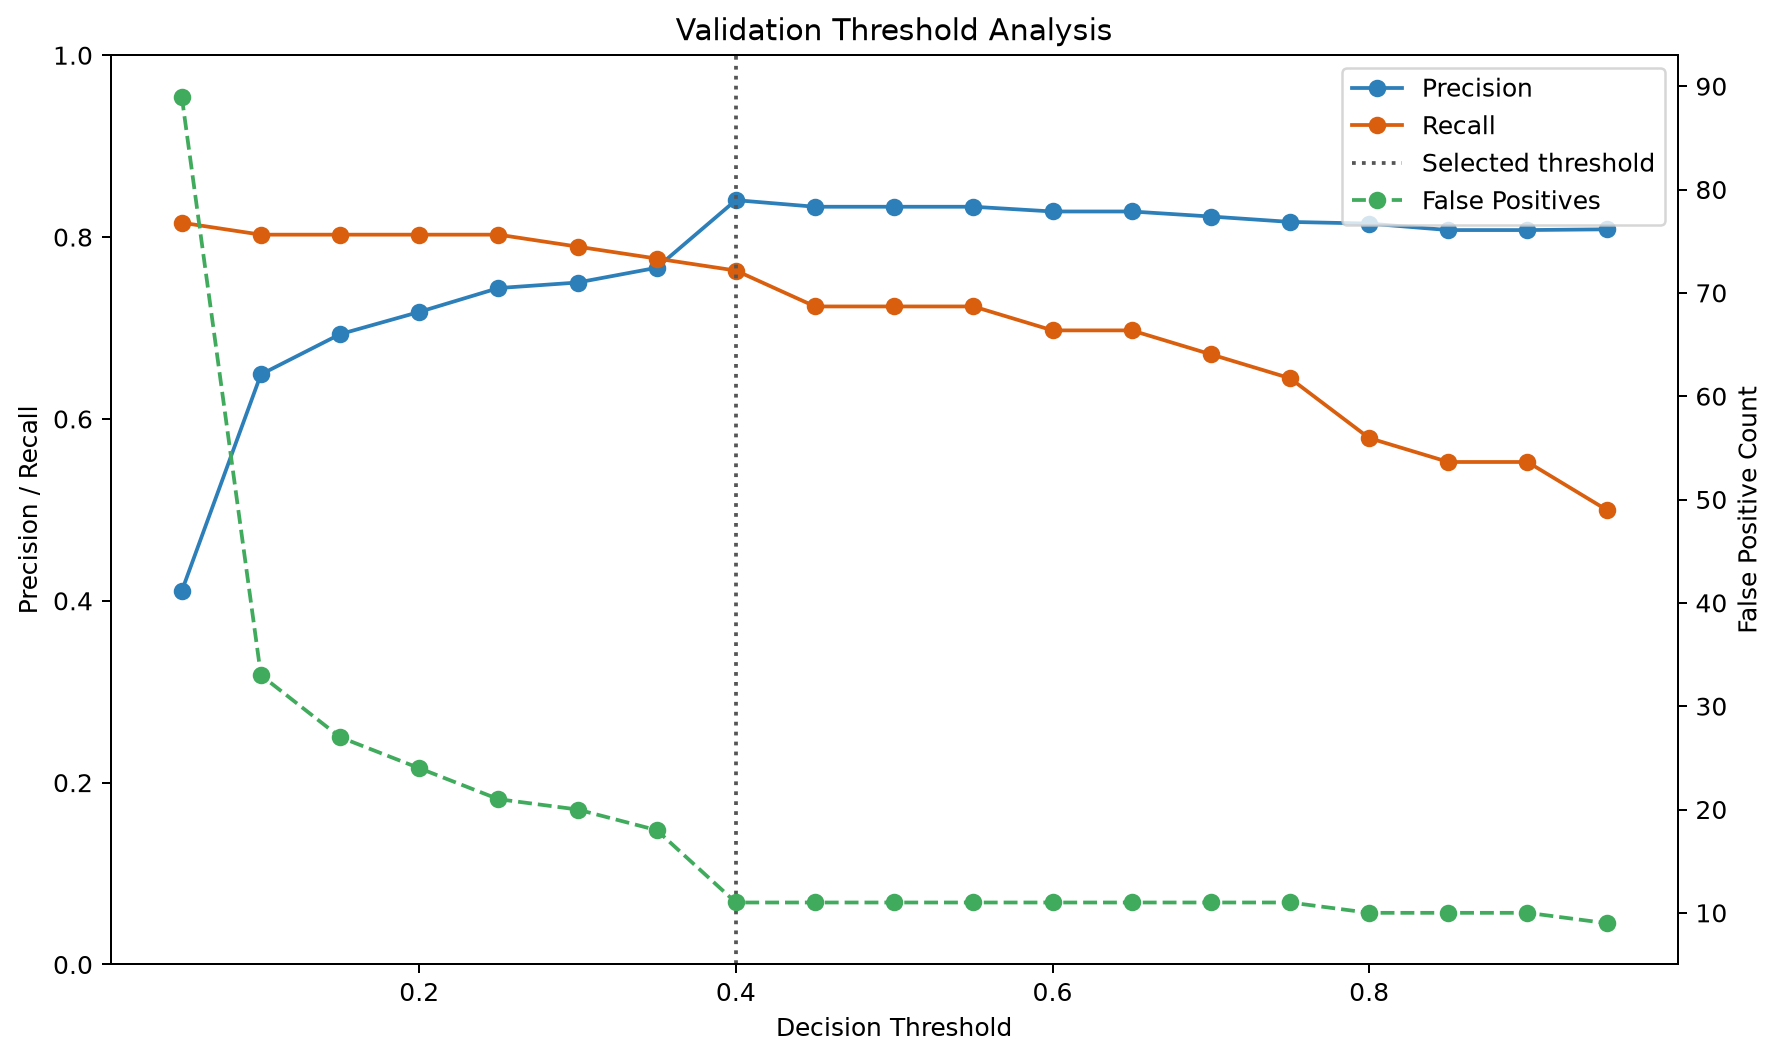 Validation Threshold Analysis
Precision
Recall
Selected threshold
False Positives
Precision / Recall
1.0
0.8
0.6
0.4
0.2
0.0
90
80
70
60
50
40
30
20
10
False Positive Count
0.2 0.4 0.6 0.8
Decision Threshold